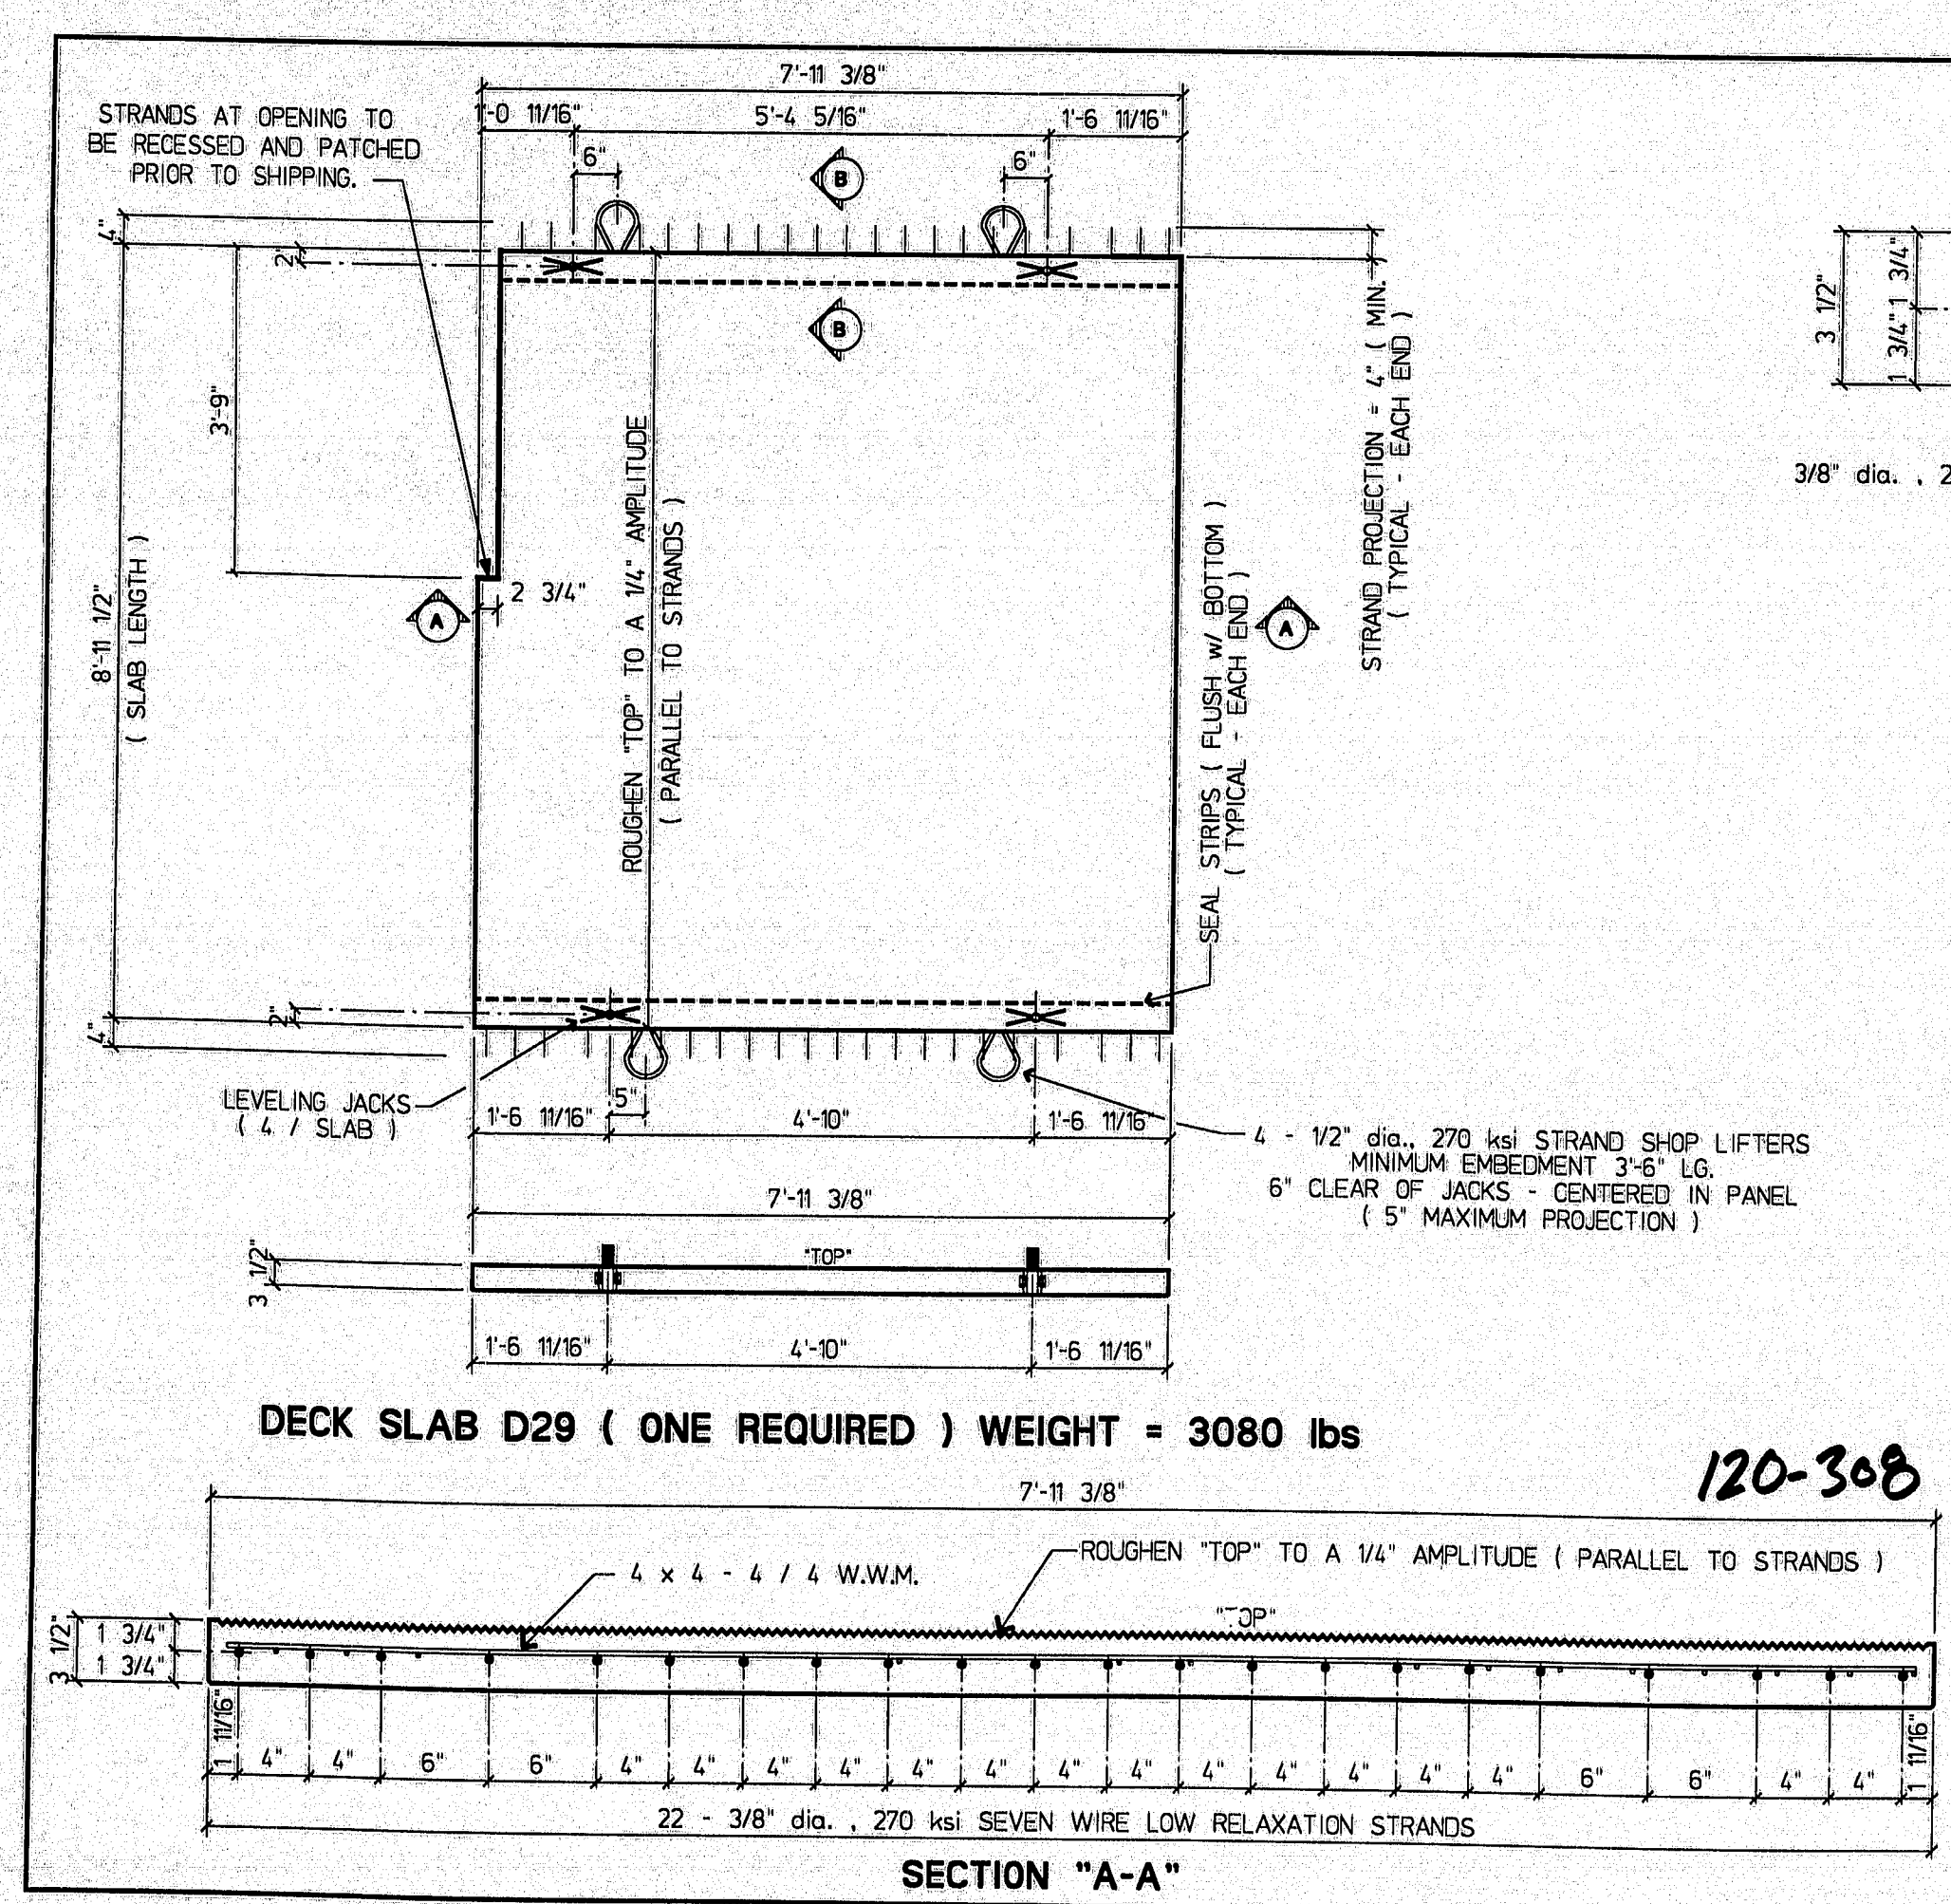 7'-11 3/8"
1'-0 11/16"
5'-4 5/16"
1'-6 11/16"
STRANDS AT OPENING TO
BE RECESSED AND PATCHED
PRIOR TO SHIPPING.
6"
6"
B
4"
2"
B
3'-9"
8'-11 1/2"
( SLAB LENGTH )
2 3/4"
A
A
ROUGHEN "TOP" TO A 1/4" AMPLITUDE
( PARALLEL TO STRANDS )
SEAL STRIPS ( FLUSH w/ BOTTOM )
( TYPICAL - EACH END )
STRAND PROJECTION = 4" ( MIN.
( TYPICAL - EACH END )
3 1/2"
1 3/4"
1 3/4"
3/8" dia. , 2
2"
4"
LEVELING JACKS
( 4 / SLAB )
5"
1'-6 11/16"
4'-10"
1'-6 11/16"
4 - 1/2" dia., 270 ksi STRAND SHOP LIFTERS
MINIMUM EMBEDMENT 3'-6" LG.
6" CLEAR OF JACKS - CENTERED IN PANEL
( 5" MAXIMUM PROJECTION )
7'-11 3/8"
3 1/2"
"TOP"
1'-6 11/16"
4'-10"
1'-6 11/16"
DECK SLAB D29 ( ONE REQUIRED ) WEIGHT = 3080 lbs
120-308
7'-11 3/8"
ROUGHEN "TOP" TO A 1/4" AMPLITUDE ( PARALLEL TO STRANDS )
4 x 4 - 4 / 4 W.W.M.
"TOP"
3 1/2"
1 3/4"
1 3/4"
1 11/16"
4" 4" 6" 6" 4" 4" 4" 4" 4" 4" 4" 4" 4" 4" 4" 4" 4" 6" 6" 4" 4"
1 11/16"
22 - 3/8" dia. , 270 ksi SEVEN WIRE LOW RELAXATION STRANDS
SECTION "A-A"